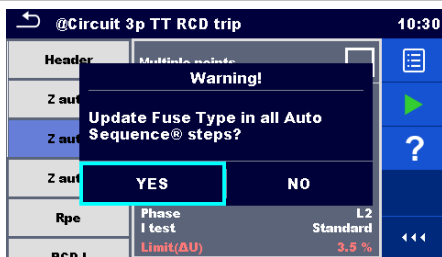 @Circuit 3p TT RCD trip
10:30
Header
Multiple points
Warning!
Z aut
Update Fuse Type in all Auto
Sequence® steps?
Z aut
Z aut
YES
NO
Rpe
Phase L2
I test Standard
Limit(ΔU) 3.5 %
?